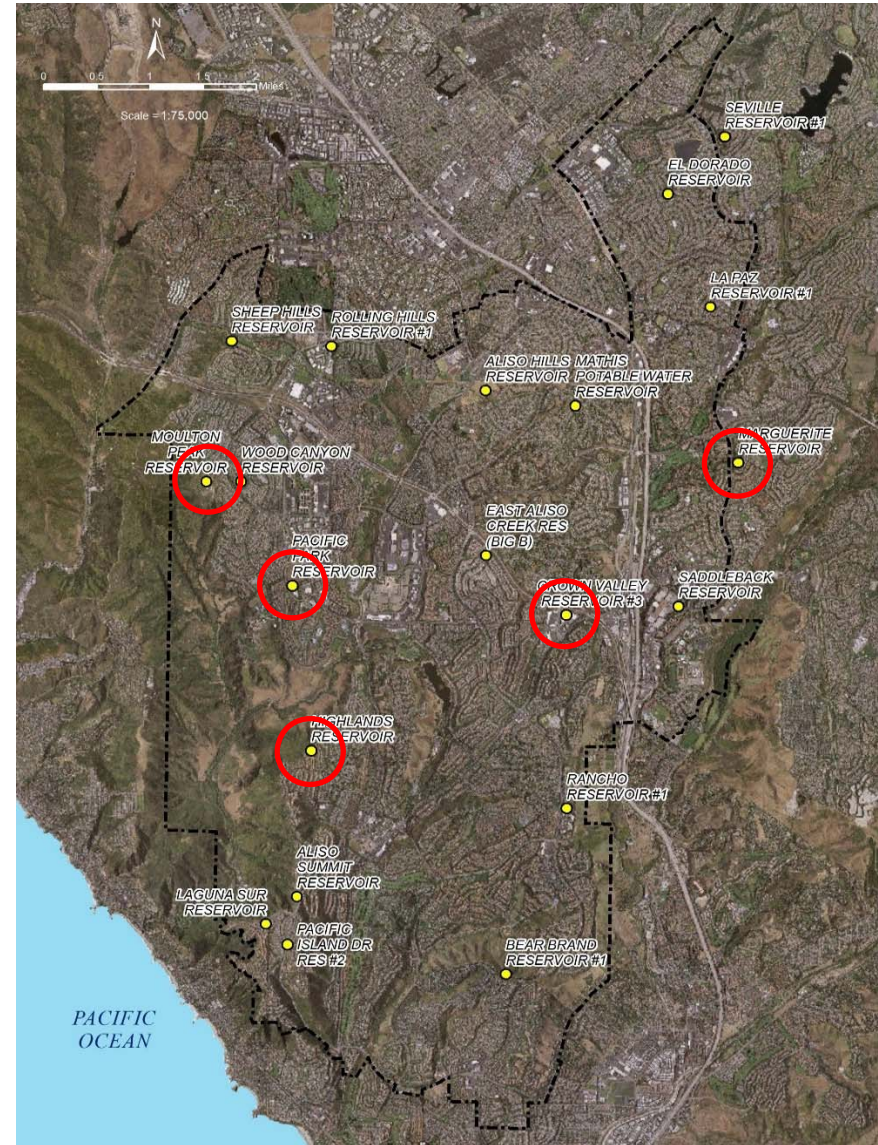 N
0 0.5 1 1.5 2
Miles
Scale = 1:75,000
SEVILLE
RESERVOIR #1
EL DORADO
RESERVOIR
LA PAZ
RESERVOIR #1
SHEEP HILLS
RESERVOIR
ROLLING HILLS
RESERVOIR #1
ALISO HILLS
RESERVOIR
MATHIS
POTABLE WATER
RESERVOIR
MARGUERITE
RESERVOIR
MOULTON
PEAK
RESERVOIR
WOOD CANYON
RESERVOIR
EAST ALISO
CREEK RES
(BIG B)
PACIFIC
PARK
RESERVOIR
CROWN VALLEY
RESERVOIR #3
SADDLEBACK
RESERVOIR
HIGHLANDS
RESERVOIR
RANCHO
RESERVOIR #1
ALISO
SUMMIT
RESERVOIR
LAGUNA SUR
RESERVOIR
PACIFIC
ISLAND DR
RES #2
BEAR BRAND
RESERVOIR #1
PACIFIC
OCEAN